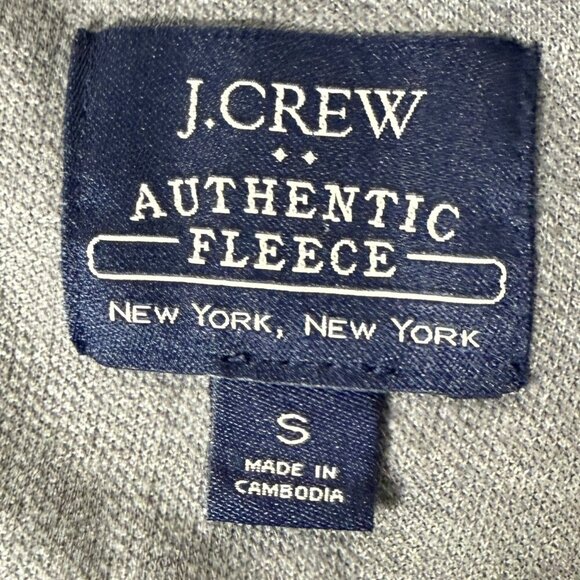 J.CREW
AUTHENTIC
FLEECE
NEW YORK, NEW YORK
S
MADE IN
CAMBODIA